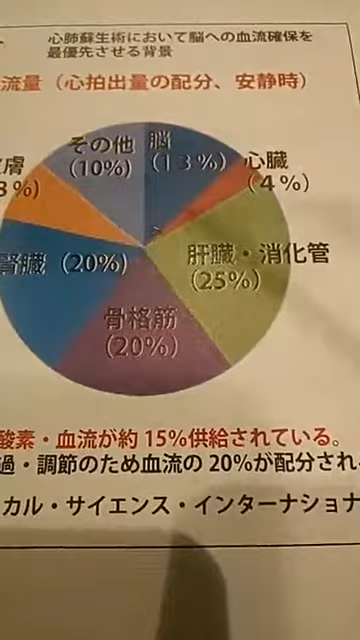 心肺蘇生術において脳への血流確保を
最優先させる背景
流量（心拍出量の配分、安静時）
その他
(10%)
脳
(13%)
心臓
(4%)
膚
8%)
腎臓 (20%)
肝臓・消化管
(25%)
骨格筋
(20%)
酸素・血流が約 15%供給されている。
過・調節のため血流の 20%が配分され
カル・サイエンス・インターナショナ